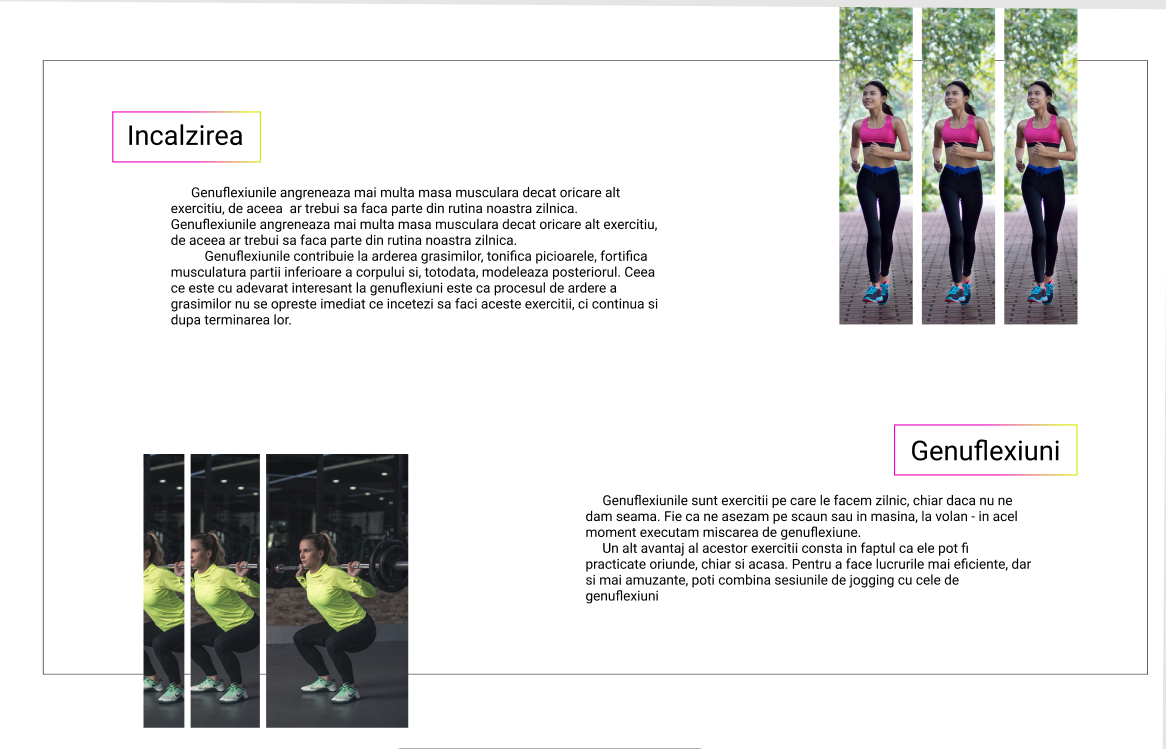 Incalzirea
Genuflexiunile angreneaza mai multa masa musculara decat oricare alt
exercitiu, de aceea  ar trebui sa faca parte din rutina noastra zilnica.
Genuflexiunile angreneaza mai multa masa musculara decat oricare alt exercitiu,
de aceea ar trebui sa faca parte din rutina noastra zilnica.
Genuflexiunile contribuie la arderea grasimilor, tonifica picioarele, fortifica
musculatura partii inferioare a corpului si, totodata, modeleaza posteriorul. Ceea
ce este cu adevarat interesant la genuflexiuni este ca procesul de ardere a
grasimilor nu se opreste imediat ce incetezi sa faci aceste exercitii, ci continua si
dupa terminarea lor.
Genuflexiuni
Genuflexiunile sunt exercitii pe care le facem zilnic, chiar daca nu ne
dam seama. Fie ca ne asezam pe scaun sau in masina, la volan - in acel
moment executam miscarea de genuflexiune.
Un alt avantaj al acestor exercitii consta in faptul ca ele pot fi
practicate oriunde, chiar si acasa. Pentru a face lucrurile mai eficiente, dar
si mai amuzante, poti combina sesiunile de jogging cu cele de
genuflexiuni